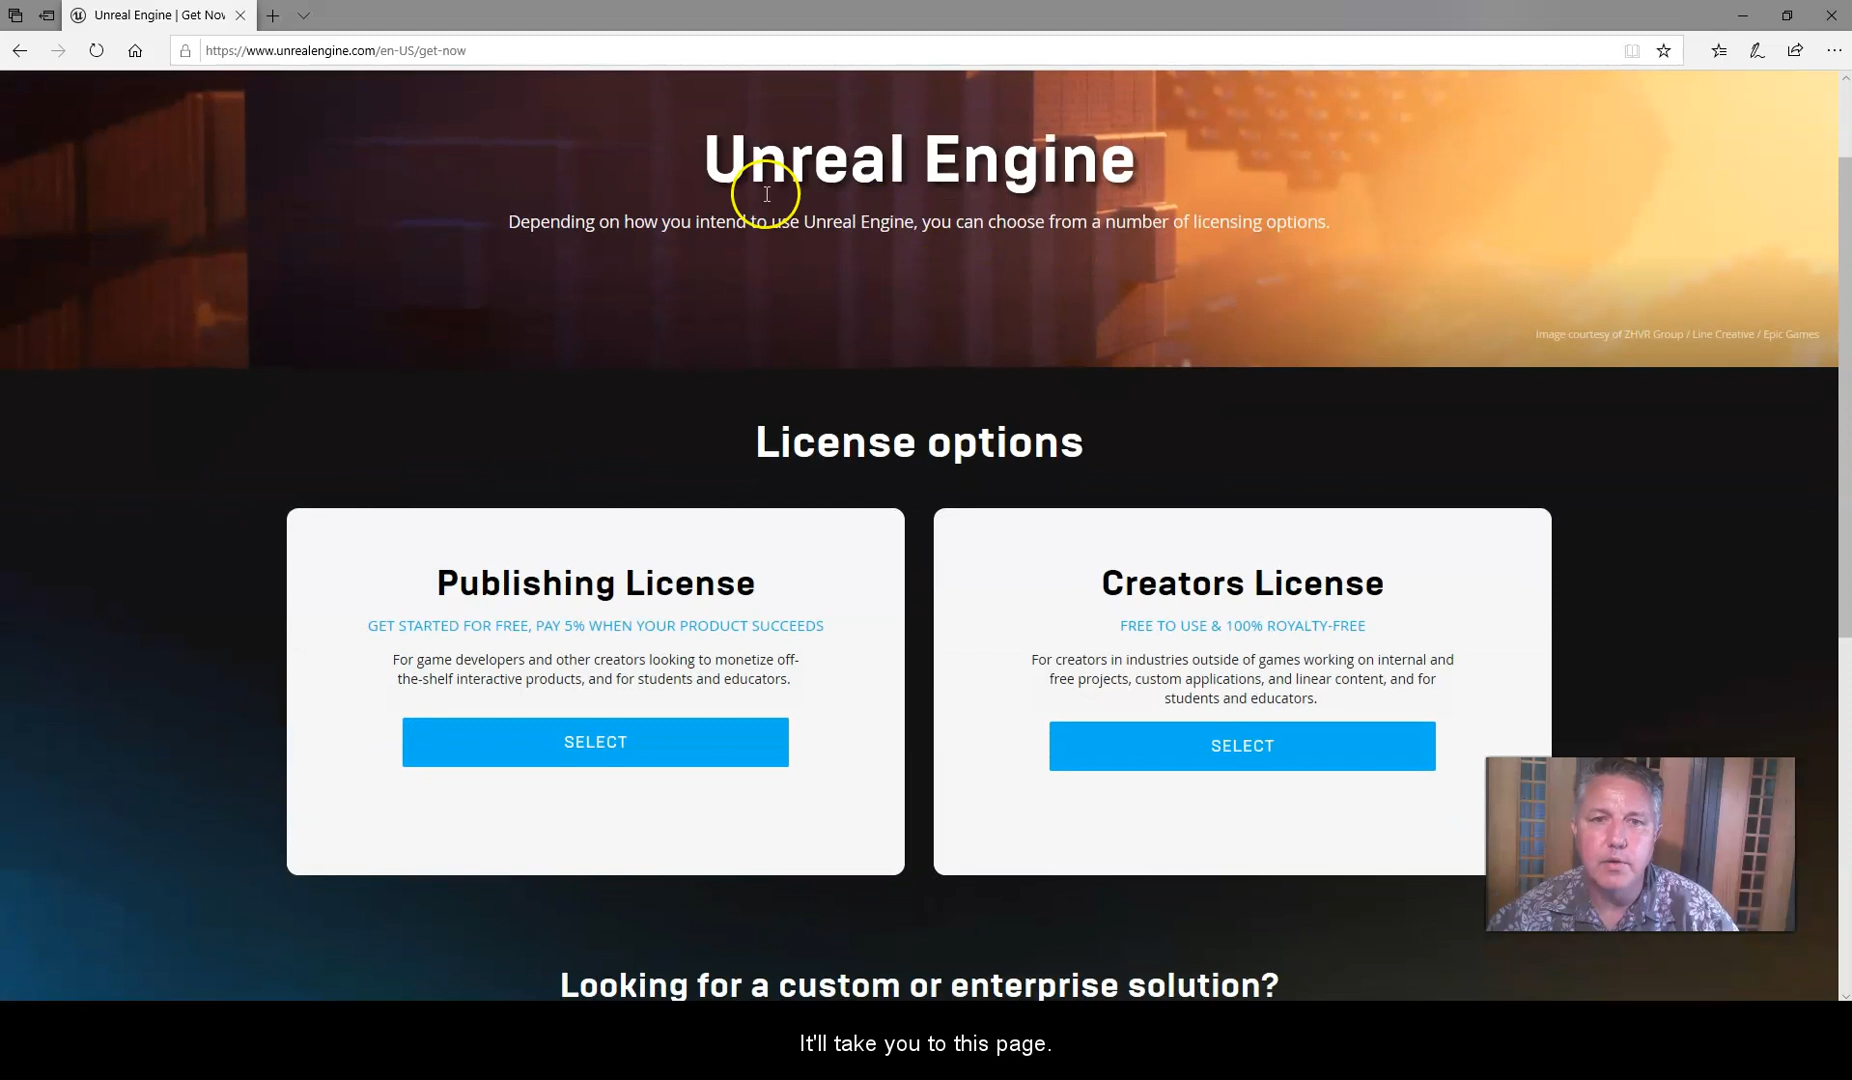 Unreal Engine | Get Nov
https://www.unrealengine.com/en-US/get-now
Unreal Engine
Depending on how you intend to use Unreal Engine, you can choose from a number of licensing options.
Image courtesy of ZHVR Group / Line Creative / Epic Games
License options
Publishing License
GET STARTED FOR FREE, PAY 5% WHEN YOUR PRODUCT SUCCEEDS
For game developers and other creators looking to monetize off-
the-shelf interactive products, and for students and educators.
SELECT
Creators License
FREE TO USE & 100% ROYALTY-FREE
For creators in industries outside of games working on internal and
free projects, custom applications, and linear content, and for
students and educators.
SELECT
Looking for a custom or enterprise solution?
It'll take you to this page.